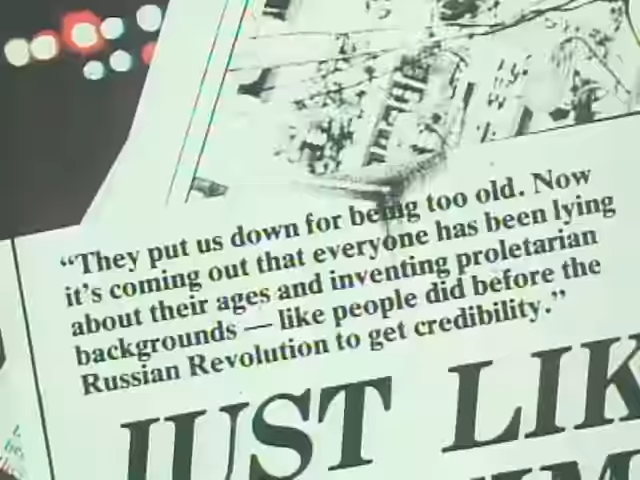 “They put us down for being too old. Now
it’s coming out that everyone has been lying
about their ages and inventing proletarian
backgrounds — like people did before the
Russian Revolution to get credibility.”
JUST LIK